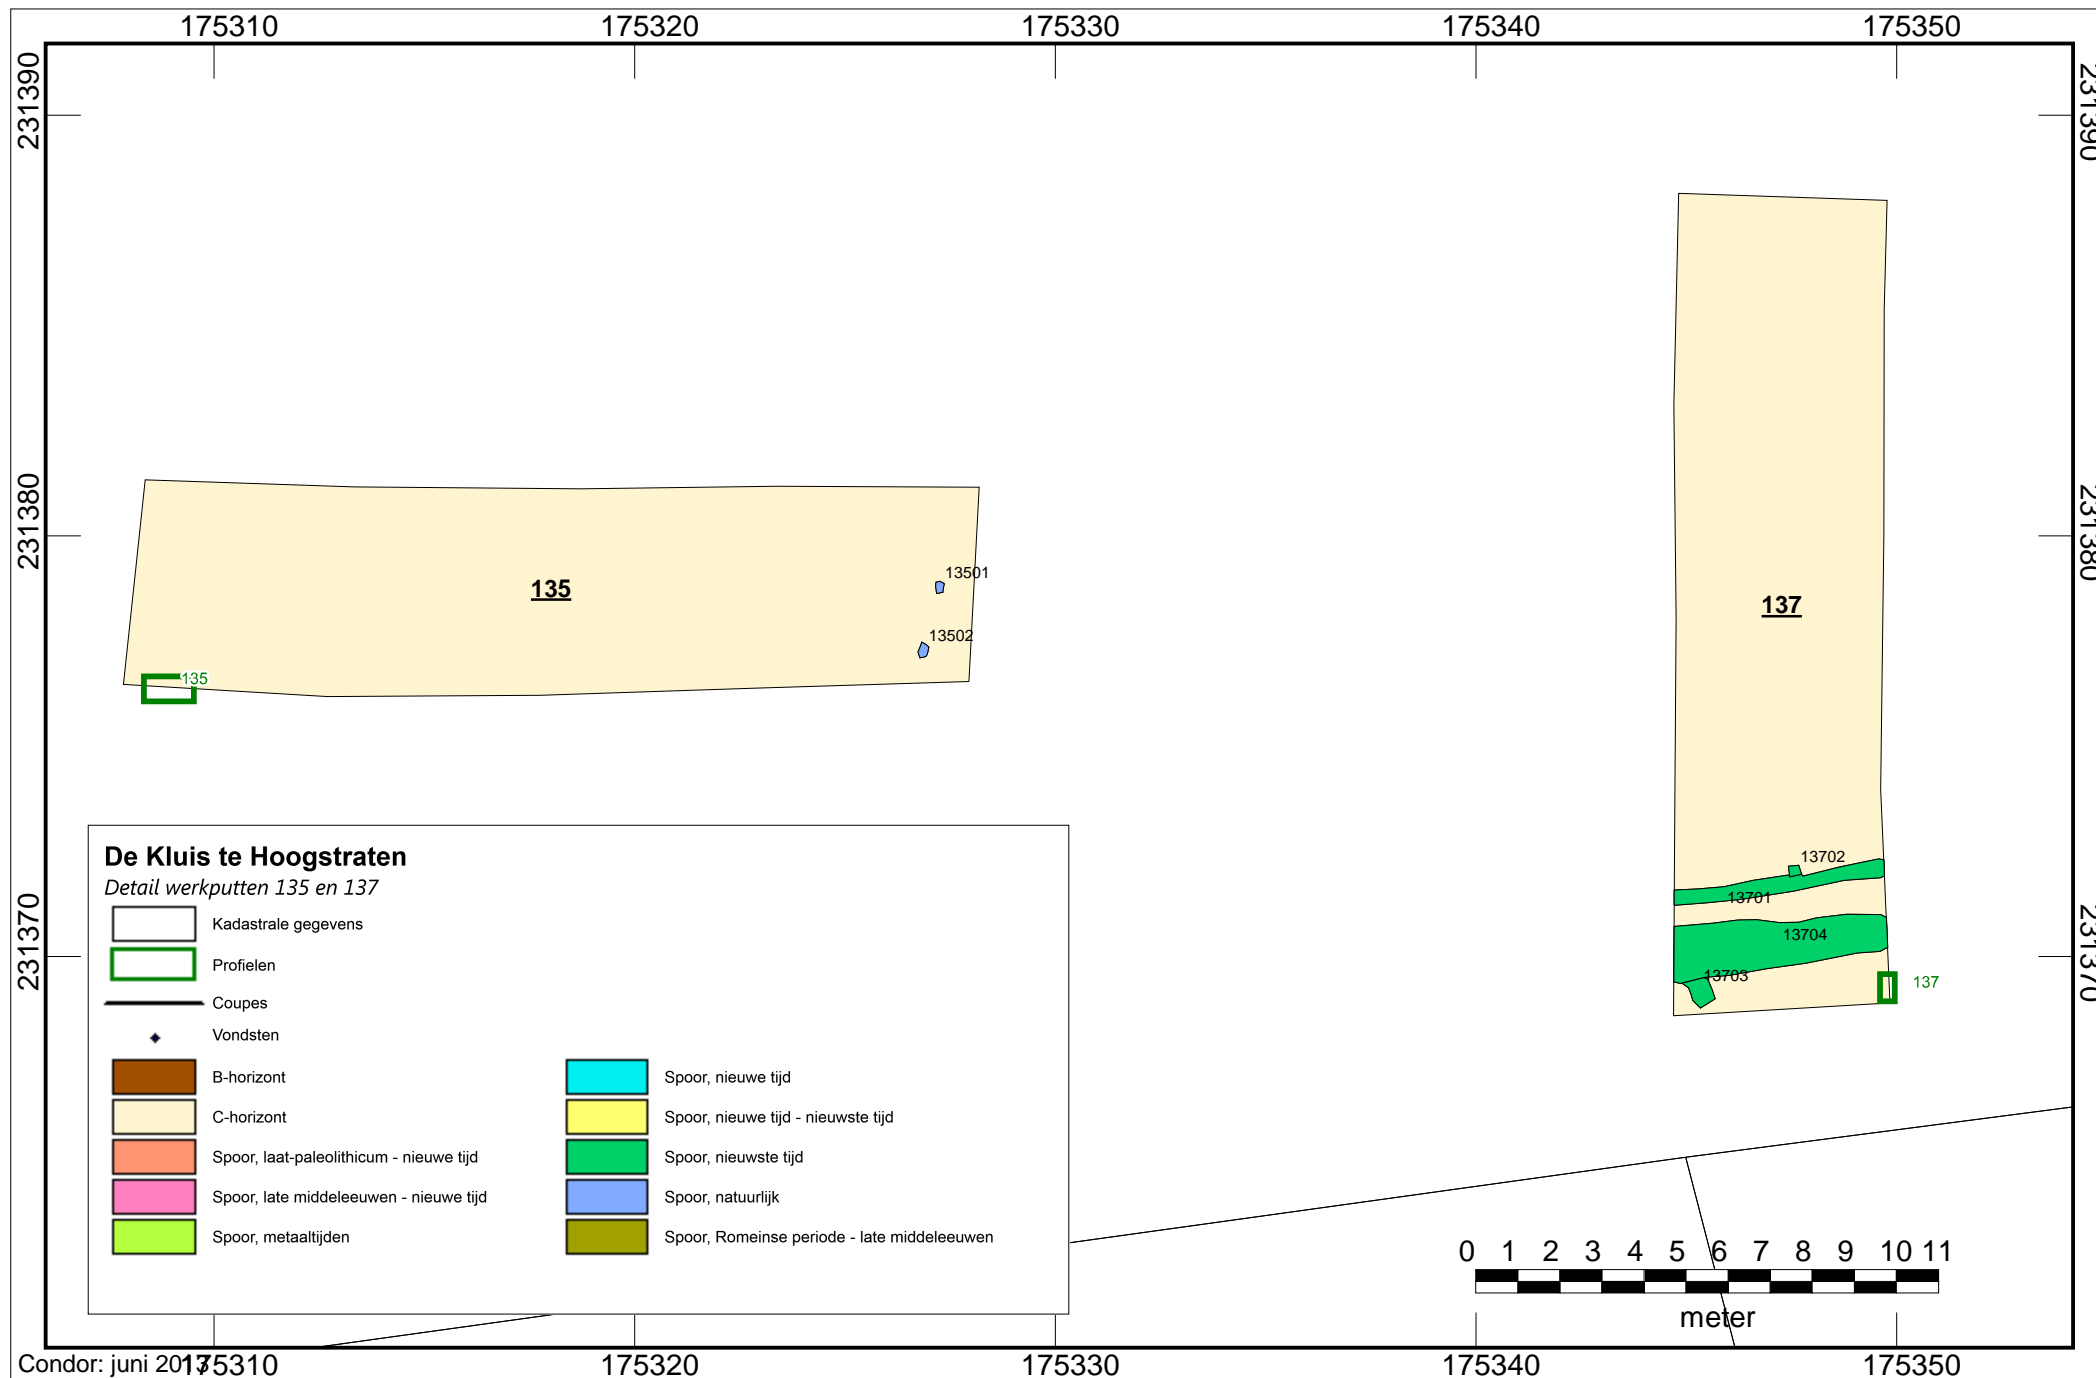 175310 175320 175330 175340 175350
231390 231390
231380 231380
13501
135
13502
137
135
13702
13701
13704
231370 231370
13703
137
De Kluis te Hoogstraten
Detail werkputten 135 en 137
Kadastrale gegevens
Profielen
Coupes
Vondsten
B-horizont
C-horizont
Spoor, laat-paleolithicum - nieuwe tijd
Spoor, late middeleeuwen - nieuwe tijd
Spoor, metaaltijden
Spoor, nieuwe tijd
Spoor, nieuwe tijd - nieuwste tijd
Spoor, nieuwste tijd
Spoor, natuurlijk
Spoor, Romeinse periode - late middeleeuwen
0 1 2 3 4 5 6 7 8 9 10 11
meter
Condor: juni 2013
175310 175320 175330 175340 175350